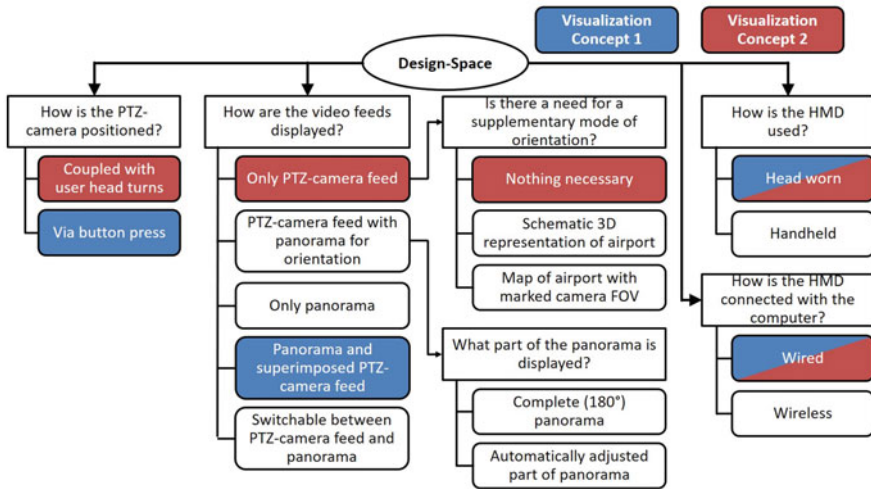 Visualization
Concept 1
Visualization
Concept 2
Design-Space
How is the PTZ-
camera positioned?
Coupled with
user head turns
Via button press
How are the video feeds
displayed?
Only PTZ-camera feed
PTZ-camera feed with
panorama for
orientation
Only panorama
Panorama and
superimposed PTZ-
camera feed
Switchable between
PTZ-camera feed and
panorama
Is there a need for a
supplementary mode of
orientation?
Nothing necessary
Schematic 3D
representation of airport
Map of airport with
marked camera FOV
What part of the panorama is
displayed?
Complete (180°)
panorama
Automatically adjusted
part of panorama
How is the HMD
used?
Head worn
Handheld
How is the HMD
connected with the
computer?
Wired
Wireless